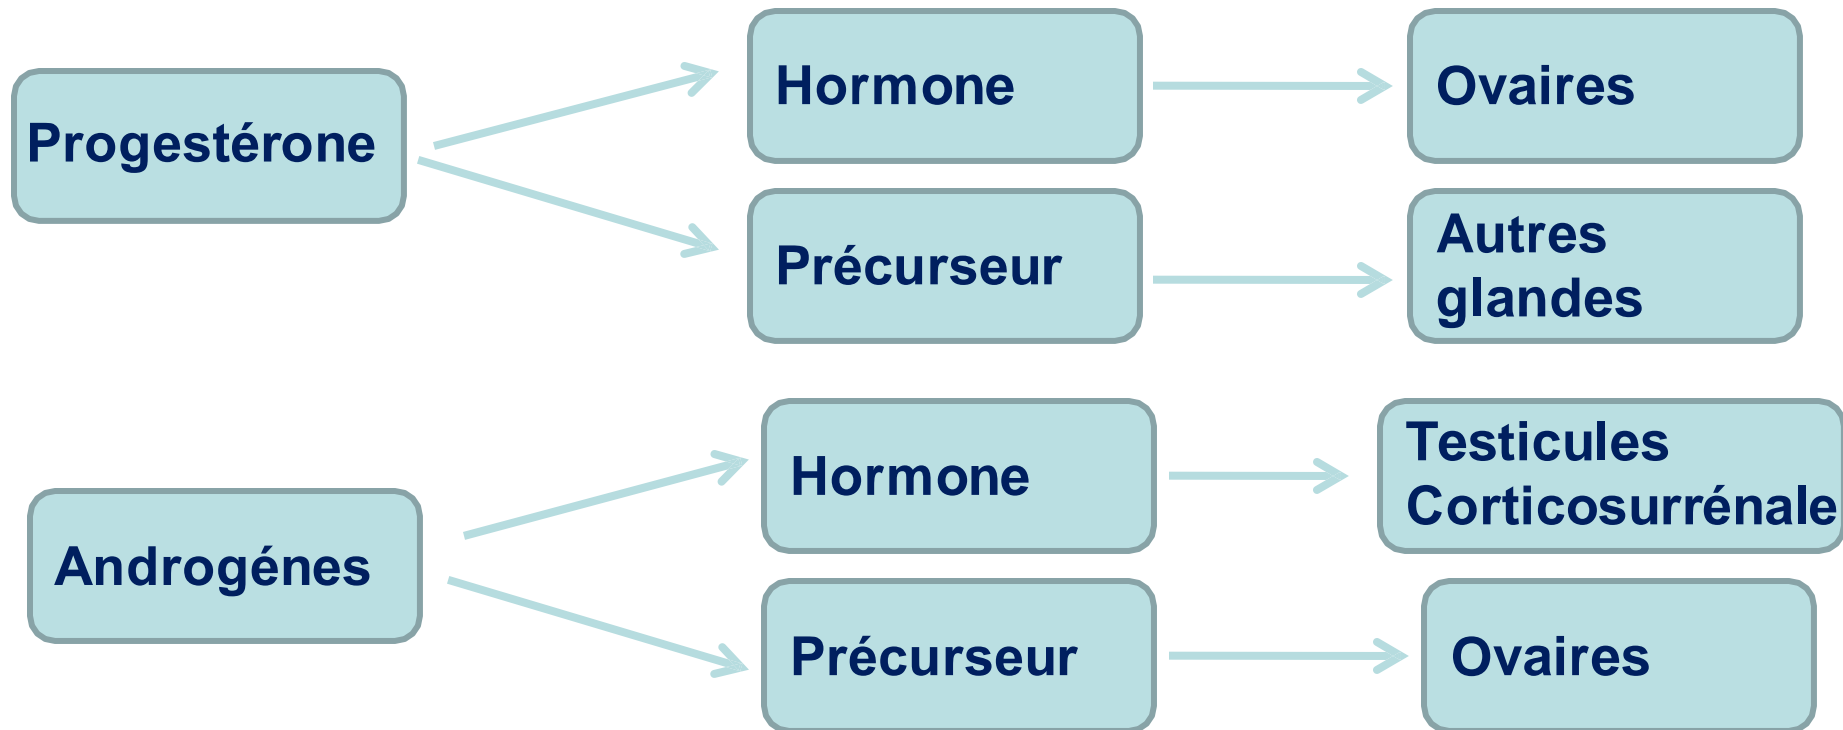 Progestérone
Hormone
Ovaires
Précurseur
Autres
glandes
Androgénes
Hormone
Testicules
Corticosurrénale
Précurseur
Ovaires